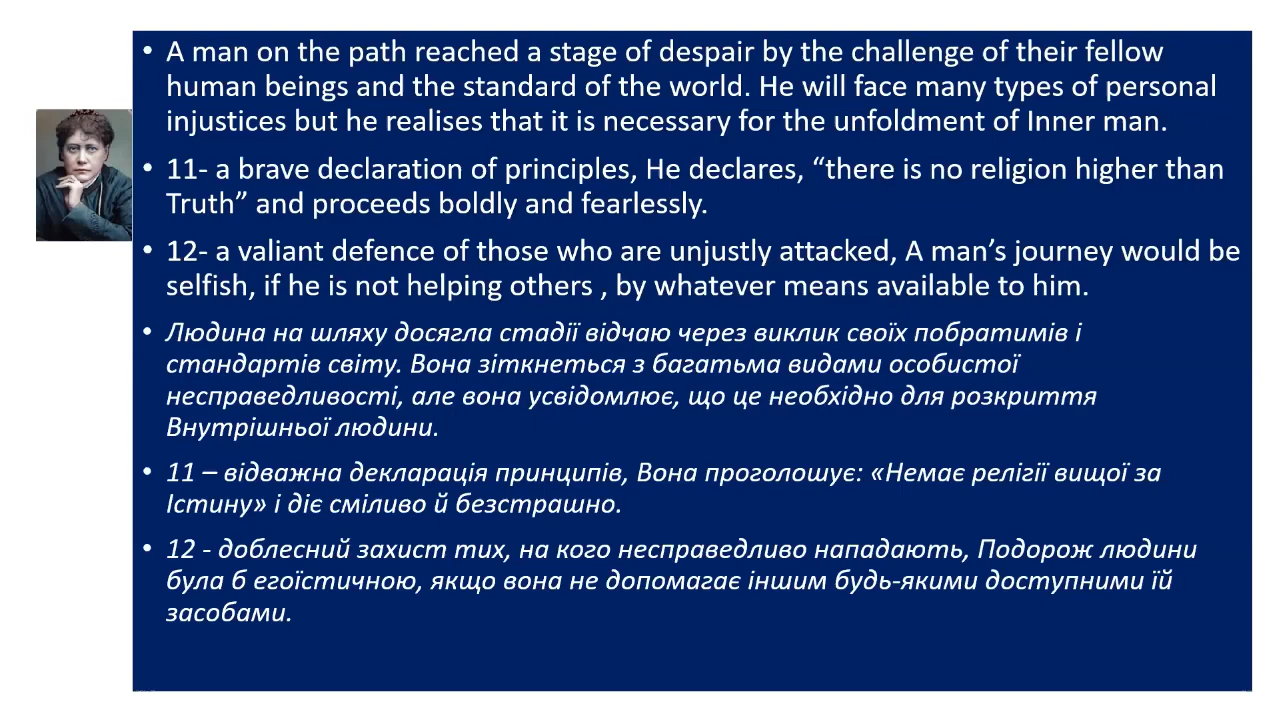 • A man on the path reached a stage of despair by the challenge of their fellow
human beings and the standard of the world. He will face many types of personal
injustices but he realises that it is necessary for the unfoldment of Inner man.
• 11- a brave declaration of principles, He declares, “there is no religion higher than
Truth” and proceeds boldly and fearlessly.
• 12- a valiant defence of those who are unjustly attacked, A man’s journey would be
selfish, if he is not helping others , by whatever means available to him.
• Людина на шляху досягла стадії відчаю через виклик своїх побратимів і
стандартів світу. Вона зіткнеться з багатьма видами особистої
несправедливості, але вона усвідомлює, що це необхідно для розкриття
Внутрішньої людини.
• 11 – відважна декларація принципів, Вона проголошує: «Немає релігії вищої за
Істину» і діє сміливо й безстрашно.
• 12 - доблесний захист тих, на кого несправедливо нападають, Подорож людини
була б егоїстичною, якщо вона не допомагає іншим будь-якими доступними їй
засобами.